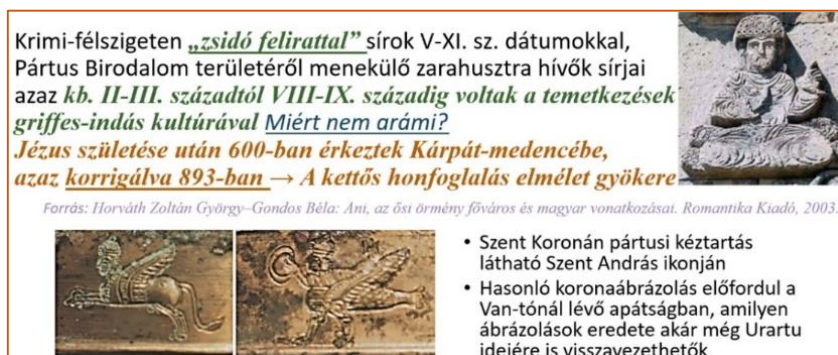 Krimi-félszigeten „zsidó felirattal” sírok V-XI. sz. dátumokkal,
Pártus Birodalom területéről menekülő zarahusztra hívők sírjai
azaz kb. II-III. századtól VIII-IX. századig voltak a temetkezések
griffes-indás kultúrával Miért nem arámi?
Jézus születése után 600-ban érkeztek Kárpát-medencébe,
azaz korrigálva 893-ban → A kettős honfoglalás elmélet gyökere
Forrás: Horváth Zoltán György–Gondos Béla: Ani, az ősi örmény főváros és magyar vonatkozásai. Romantika Kiadó, 2003.
• Szent Koronán pártusi kéztartás
látható Szent András ikonján
• Hasonló koronaábrázolás előfordul a
Van-tónál lévő apátságban, amilyen
ábrázolások eredete akár még Urartu
idejére is visszavezethetők